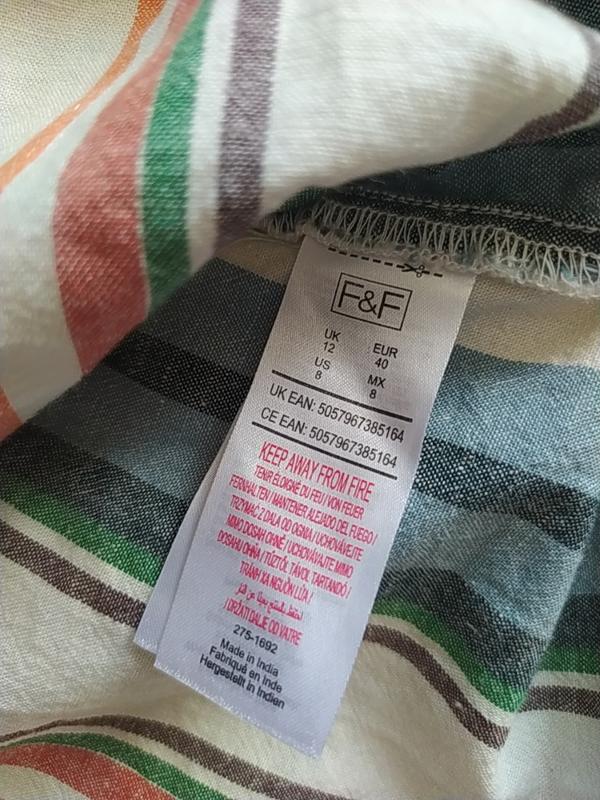 F&F
UK EUR
12 40
US MX
8 8
UK EAN: 5057967385164
CE EAN: 5057967385164
KEEP AWAY FROM FIRE
TENIR ÉLOIGNÉ DU FEU / VON FEUER
FERNHALTEN / MANTENER ALEJADO DEL FUEGO /
TRZYMAĆ Z DALA OD OGNIA / UCHOVÁVEJTE
MIMO DOSAH OHNĚ / UCHOVÁVAJTE MIMO
DOSAHU OHŇA / TŰZTŐL TÁVOL TARTANDÓ /
TRÁNH XA NGUỒN LỬA /
/ DRŽATI DALJE OD VATRE
275-1692
Made in India
Fabriqué en Inde
Hergestellt in Indien